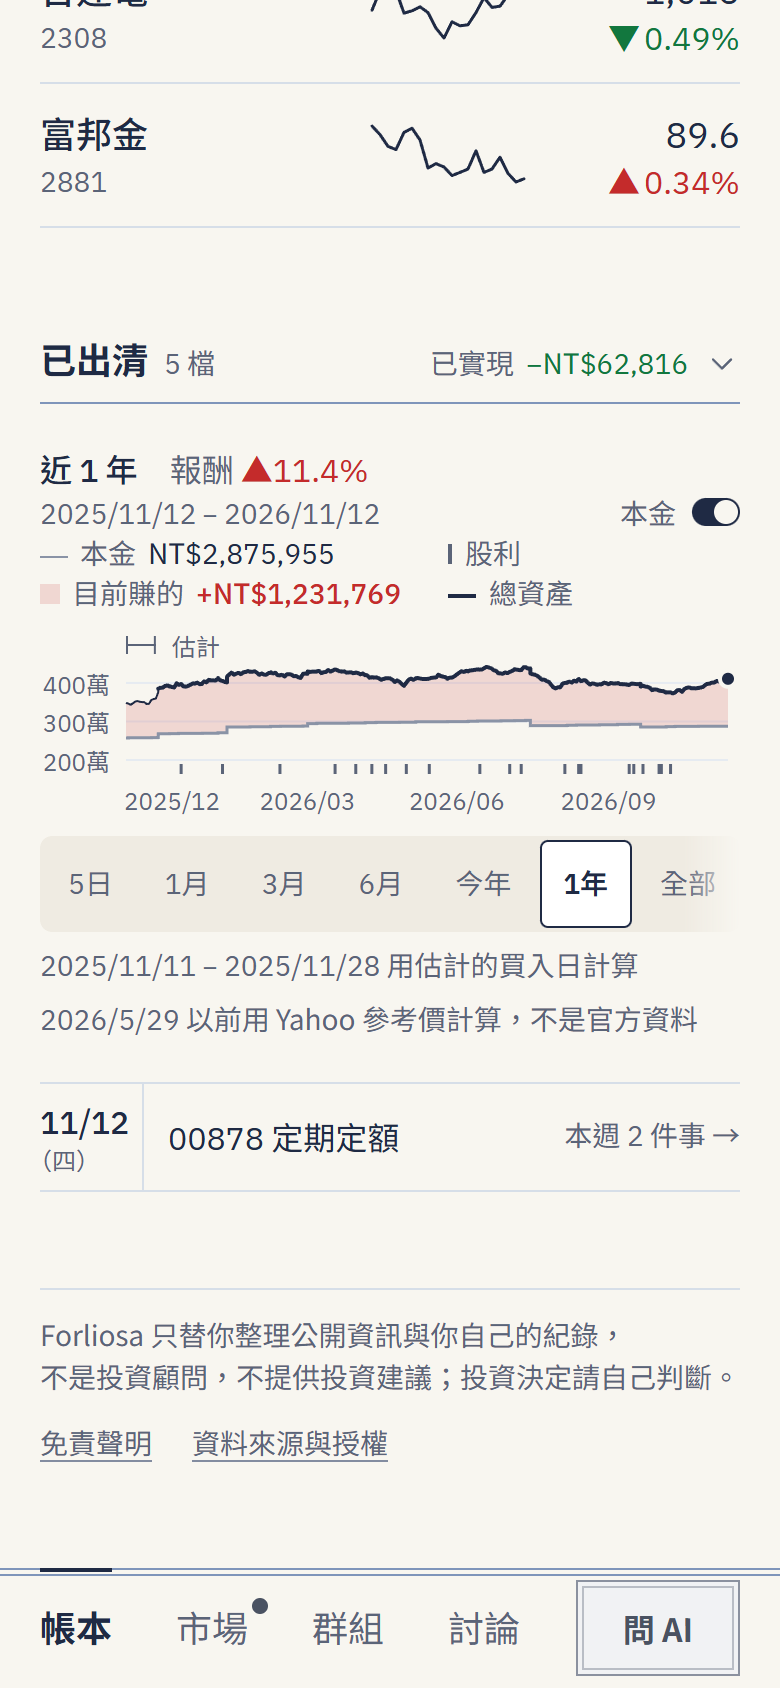 2308
▼0.49%
富邦金
89.6
2881
▲0.34%
已出清 5 檔 已實現 −NT$62,816
近 1 年 報酬 ▲11.4%
2025/11/12 – 2026/11/12 本金
本金 NT$2,875,955 股利
目前賺的 +NT$1,231,769 總資產
估計
400萬
300萬
200萬
2025/12 2026/03 2026/06 2026/09
5日 1月 3月 6月 今年 1年 全部
2025/11/11 – 2025/11/28 用估計的買入日計算
2026/5/29 以前用 Yahoo 參考價計算，不是官方資料
11/12 00878 定期定額 本週 2 件事 →
（四）
Forliosa 只替你整理公開資訊與你自己的紀錄，
不是投資顧問，不提供投資建議；投資決定請自己判斷。
免責聲明 資料來源與授權
帳本 市場 群組 討論 問 AI